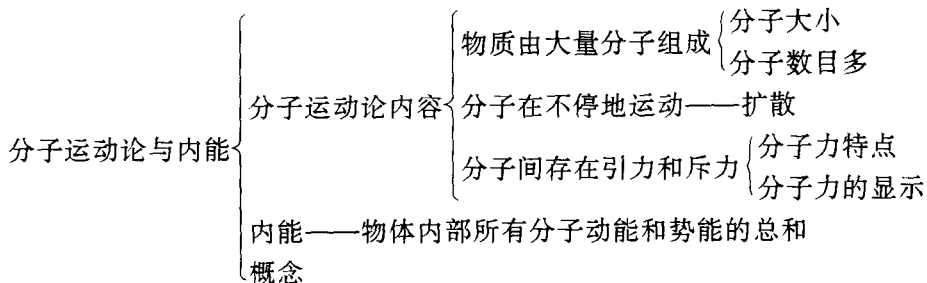 分子大小
物质由大量分子组成
分子数目多
分子运动论内容
分子在不停地运动——扩散
分子运动论与内能
分子力特点
分子间存在引力和斥力
分子力的显示
内能——物体内部所有分子动能和势能的总和
概念